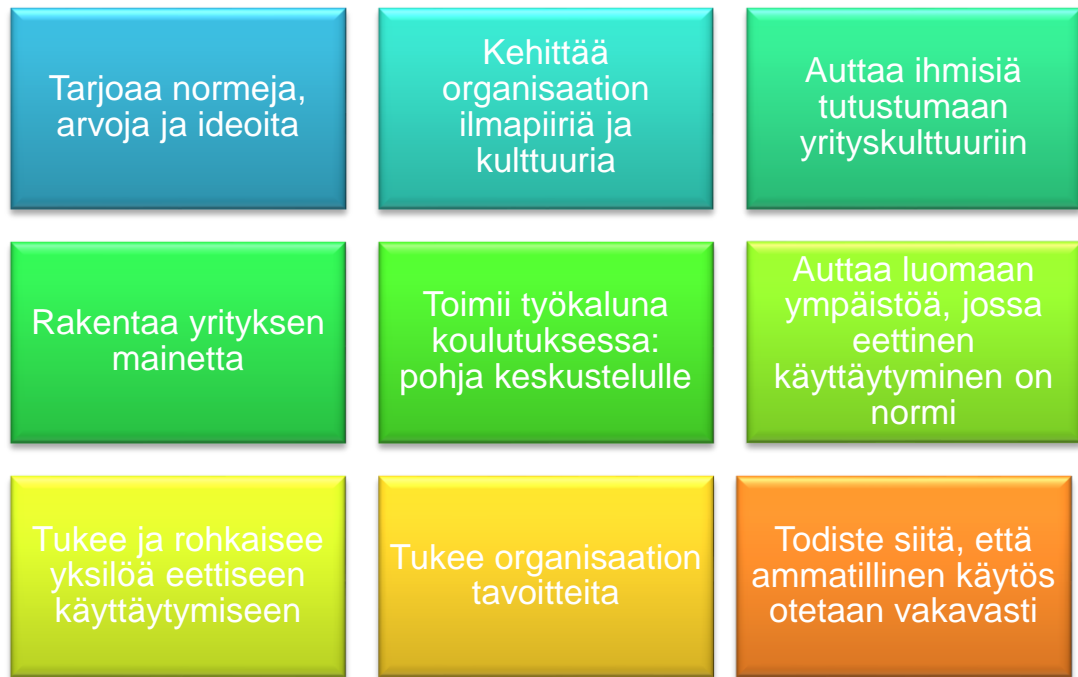 Tarjoaa normeja,
arvoja ja ideoita
Kehittää
organisaation
ilmapiiriä ja
kulttuuria
Auttaa ihmisiä
tutustumaan
yrityskulttuuriin
Rakentaa yrityksen
mainetta
Toimii työkaluna
koulutuksessa:
pohja keskustelulle
Auttaa luomaan
ympäistöä, jossa
eettinen
käyttäytyminen on
normi
Tukee ja rohkaisee
yksilöä eettiseen
käyttäytymiseen
Tukee organisaation
tavoitteita
Todiste siitä, että
ammatillinen käytös
otetaan vakavasti